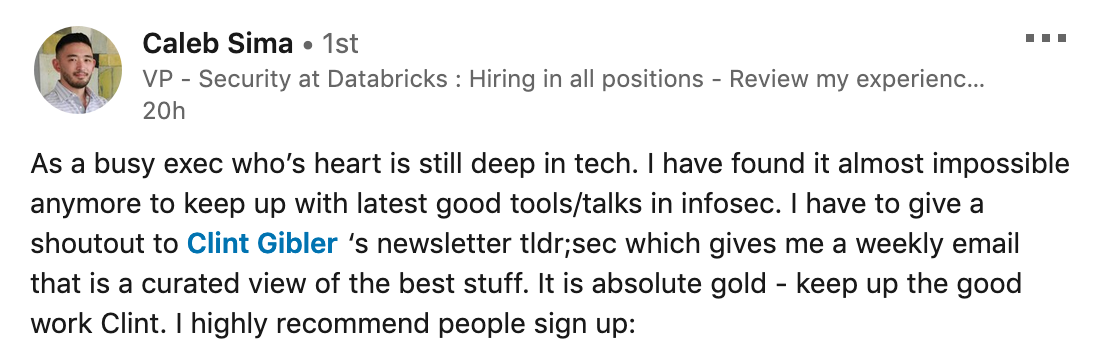 Caleb Sima • 1st
VP - Security at Databricks : Hiring in all positions - Review my experienc...
20h
As a busy exec who’s heart is still deep in tech. I have found it almost impossible
anymore to keep up with latest good tools/talks in infosec. I have to give a
shoutout to Clint Gibler ‘s newsletter tldr;sec which gives me a weekly email
that is a curated view of the best stuff. It is absolute gold - keep up the good
work Clint. I highly recommend people sign up: